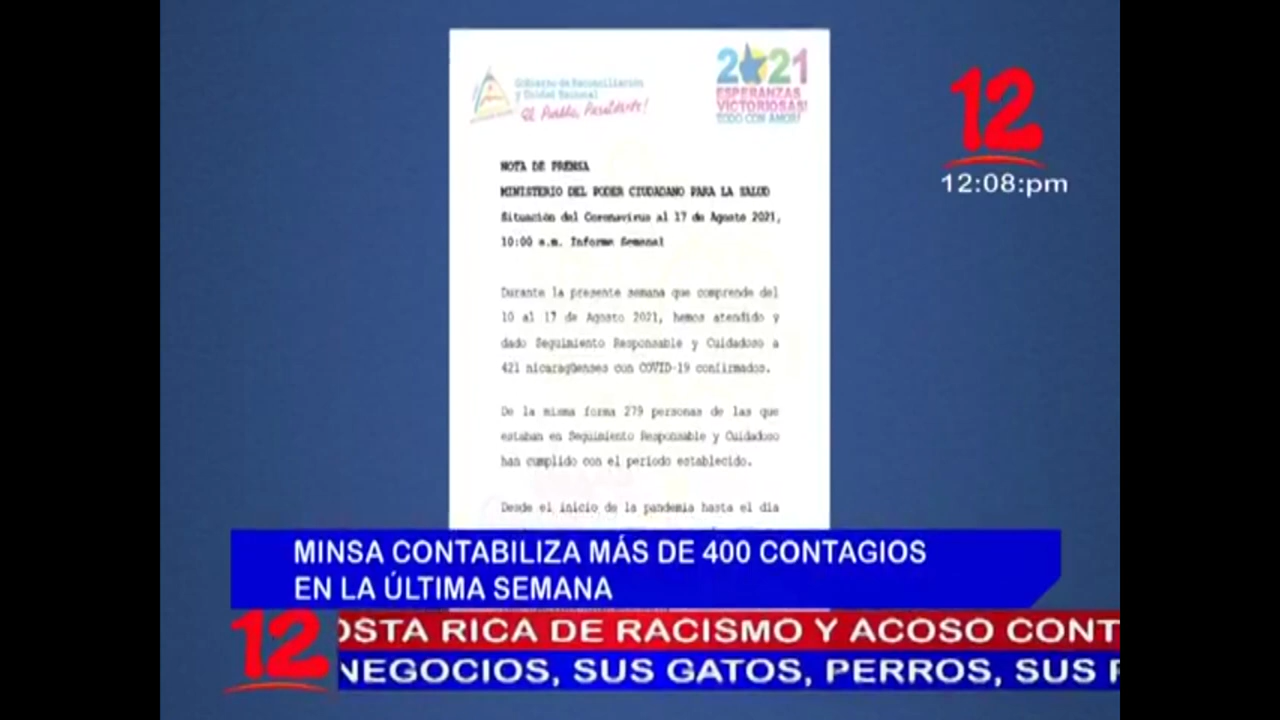 Gobierno de Reconciliación
y Unidad Nacional
El Pueblo, Presidente!
2021
ESPERANZAS
VICTORIOSAS!
TODO CON AMOR!
12
12:08:pm
NOTA DE PRENSA
MINISTERIO DEL PODER CIUDADANO PARA LA SALUD
Situación del Coronavirus al 17 de Agosto 2021,
10:00 a.m. Informe Semanal
Durante la presente semana que comprende del
10 al 17 de Agosto 2021, hemos atendido y
dado Seguimiento Responsable y Cuidadoso a
421 nicaragüenses con COVID-19 confirmados.
De la misma forma 279 personas de las que
estaban en Seguimiento Responsable y Cuidadoso
han cumplido con el periodo establecido.
Desde el inicio de la pandemia hasta el día
MINSA CONTABILIZA MÁS DE 400 CONTAGIOS
EN LA ÚLTIMA SEMANA
12
OSTA RICA DE RACISMO Y ACOSO CONT
NEGOCIOS, SUS GATOS, PERROS, SUS